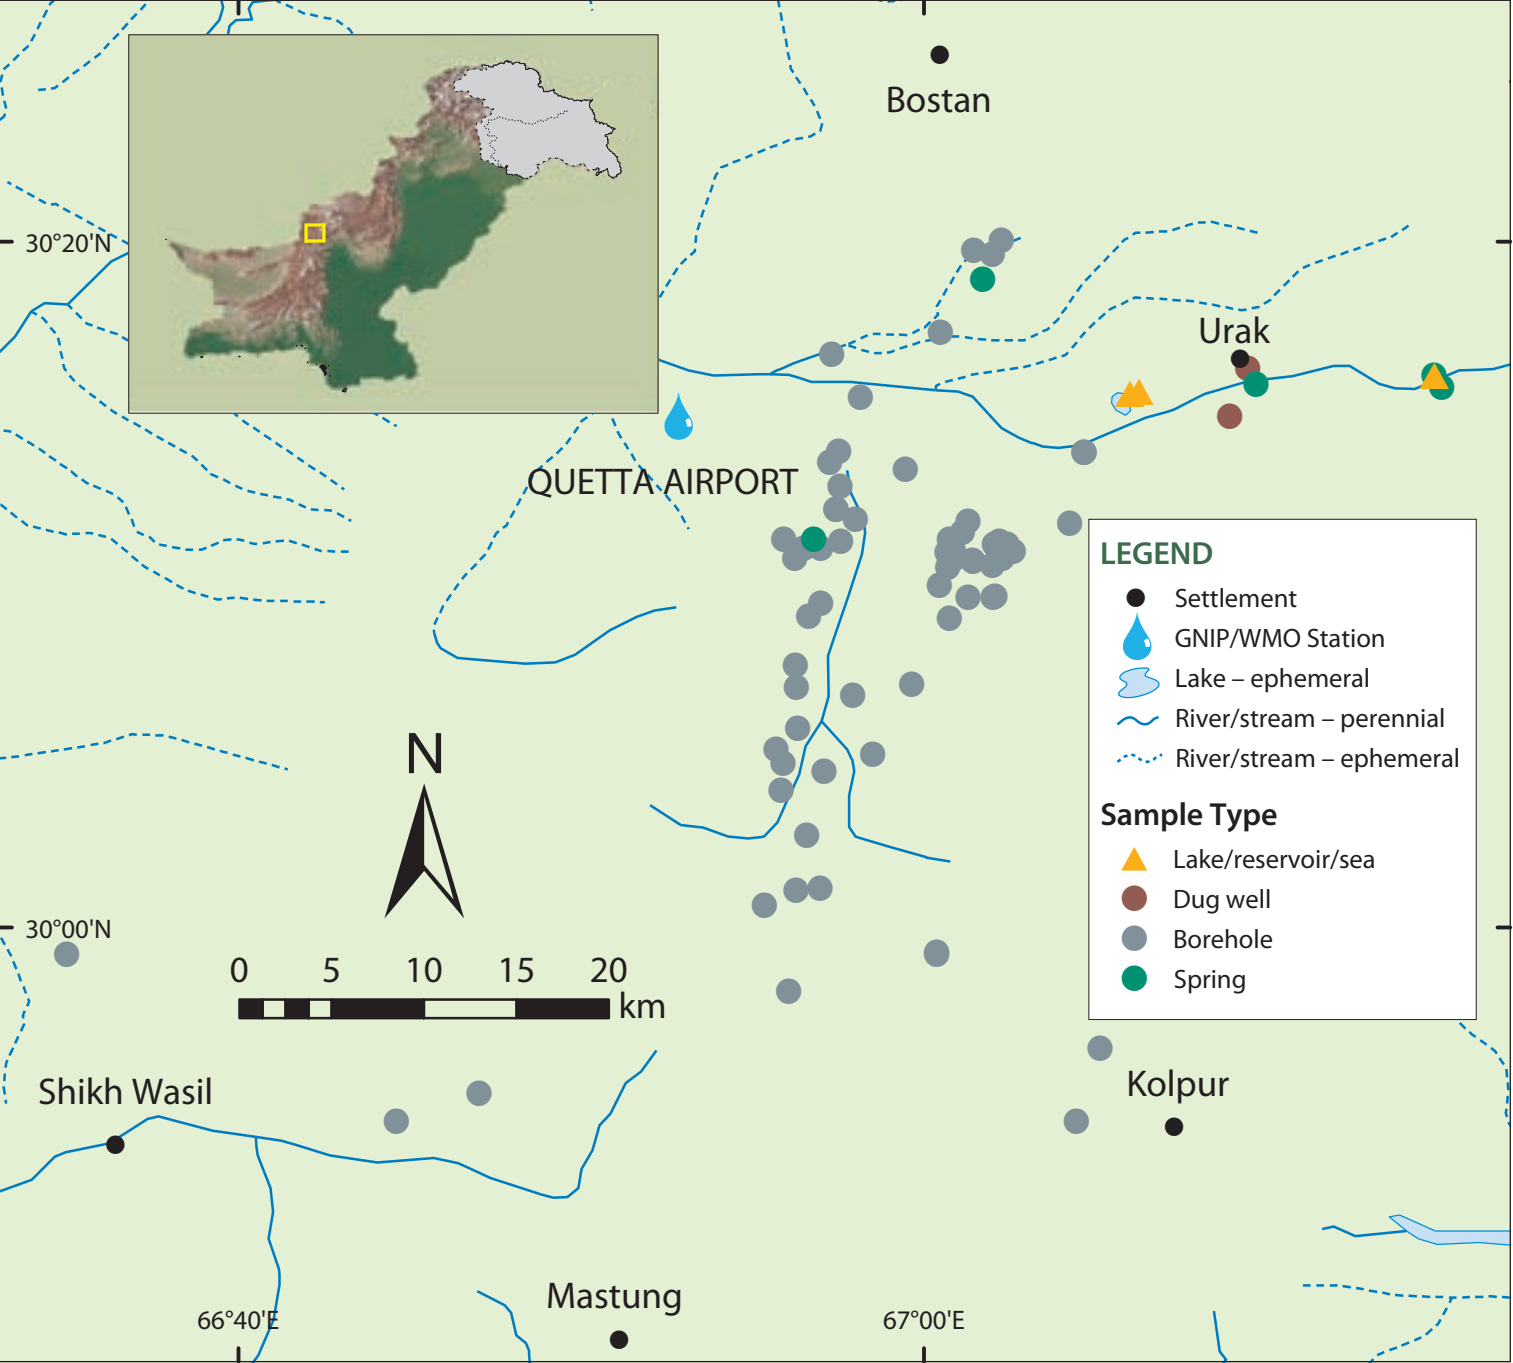 Bostan
30°20'N
Urak
QUETTA AIRPORT
LEGEND
Settlement
GNIP/WMO Station
Lake – ephemeral
River/stream – perennial
River/stream – ephemeral
Sample Type
Lake/reservoir/sea
Dug well
Borehole
Spring
N
30°00'N
0 5 10 15 20
km
Shikh Wasil
Kolpur
Mastung
66°40'E
67°00'E